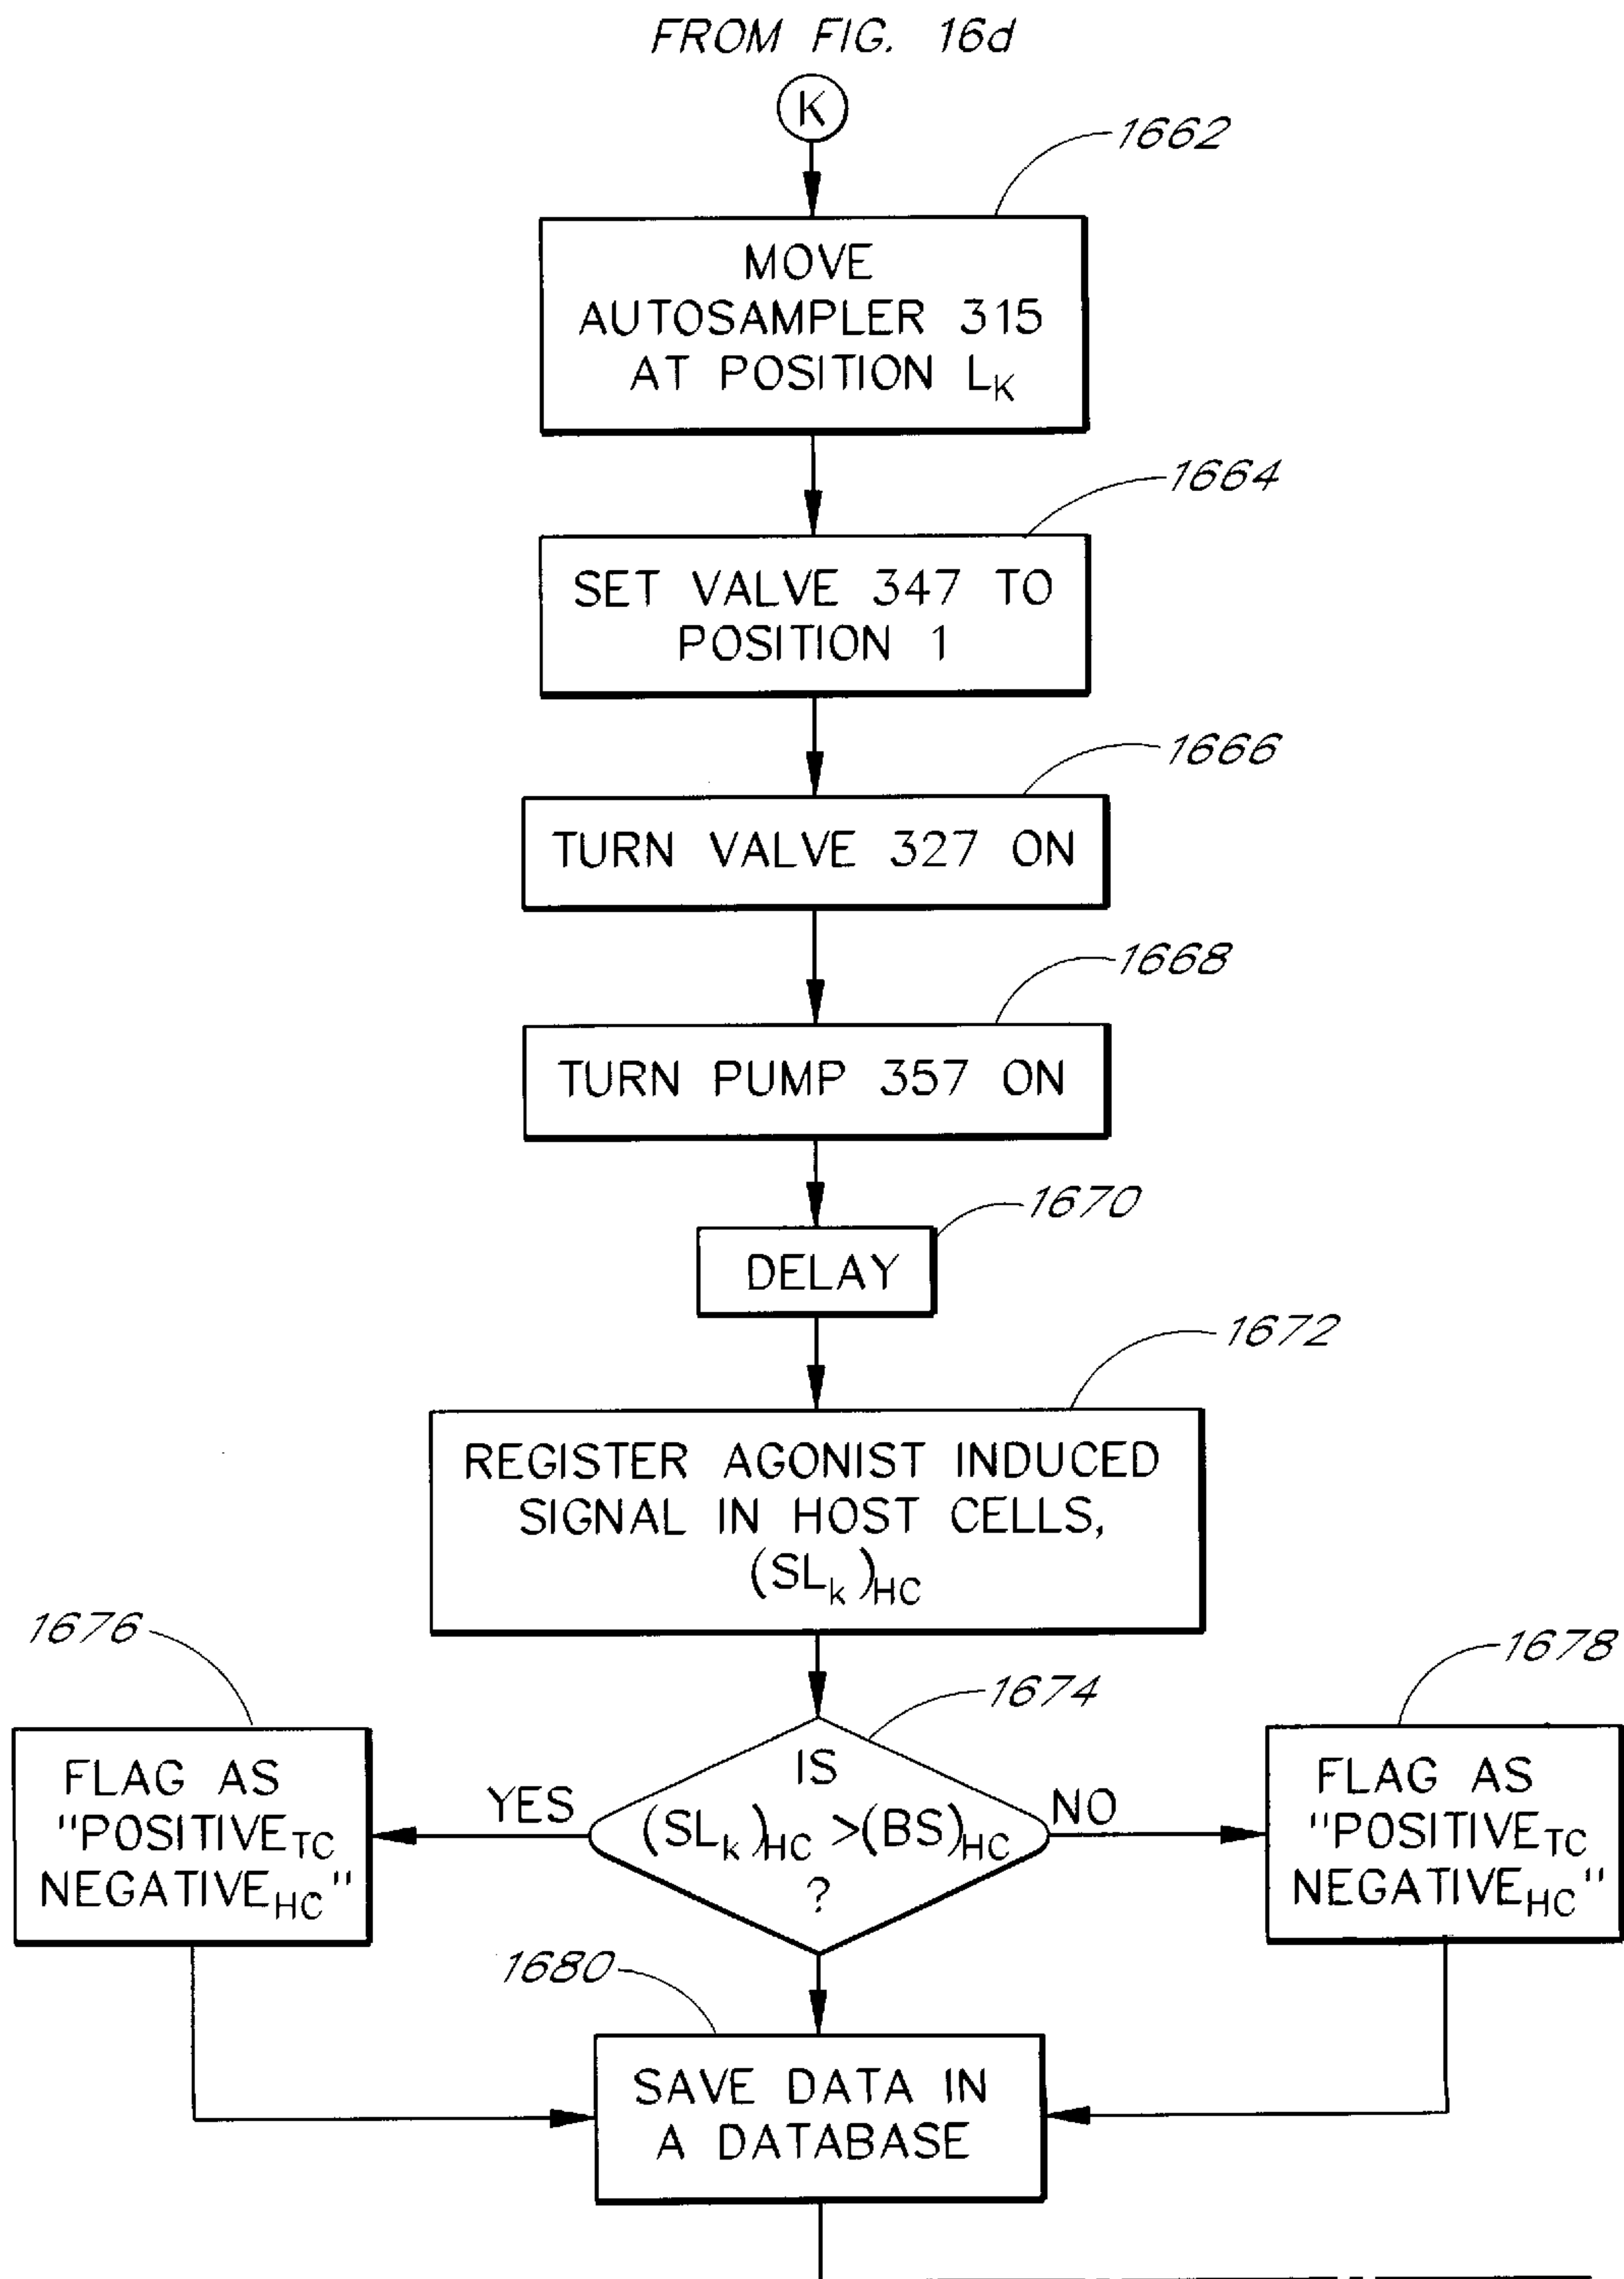 FROM FIG. 16d
K
1662
MOVE
AUTOSAMPLER 315
AT POSITION LK
1664
SET VALVE 347 TO
POSITION 1
1666
TURN VALVE 327 ON
1668
TURN PUMP 357 ON
1670
DELAY
1672
REGISTER AGONIST INDUCED
SIGNAL IN HOST CELLS,
(SLk)HC
1676
1678
1674
FLAG AS
"POSITIVETC
NEGATIVEHC"
YES
IS
(SLk)HC >(BS)HC
?
NO
FLAG AS
"POSITIVETC
NEGATIVEHC"
1680
SAVE DATA IN
A DATABASE